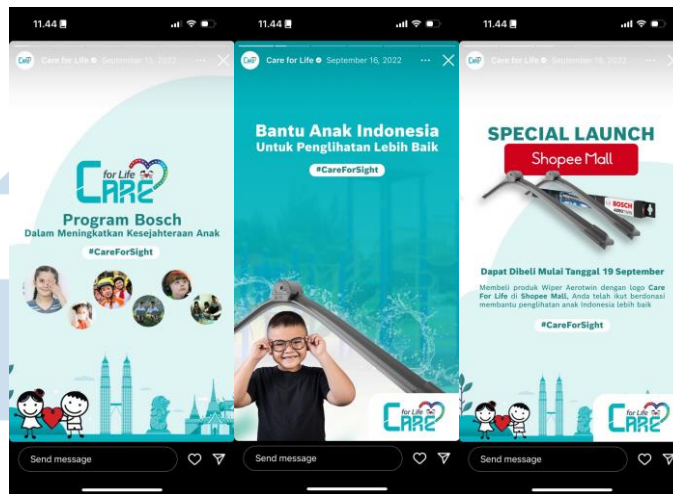 11.44
Care for Life September 13, 2022
for Life
CARE
Program Bosch
Dalam Meningkatkan Kesejahteraan Anak
#CareForSight
Send message
11.44
Care for Life September 16, 2022
Bantu Anak Indonesia
Untuk Penglihatan Lebih Baik
#CareForSight
for Life
CARE
Send message
11.44
Care for Life September 16, 2022
SPECIAL LAUNCH
Shopee Mall
BOSCH
Dapat Dibeli Mulai Tanggal 19 September
Membeli produk Wiper Aerotwin dengan logo Care
For Life di Shopee Mall, Anda telah ikut berdonasi
membantu penglihatan anak Indonesia lebih baik
#CareForSight
for Life
CARE
Send message